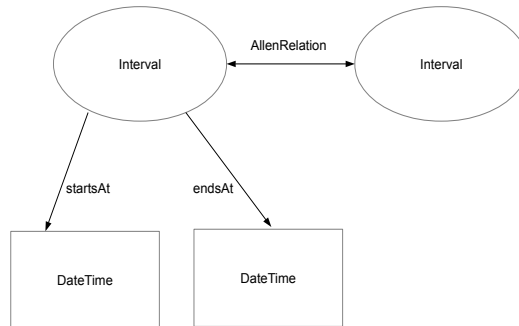 AllenRelation
Interval
Interval
startsAt
endsAt
DateTime
DateTime